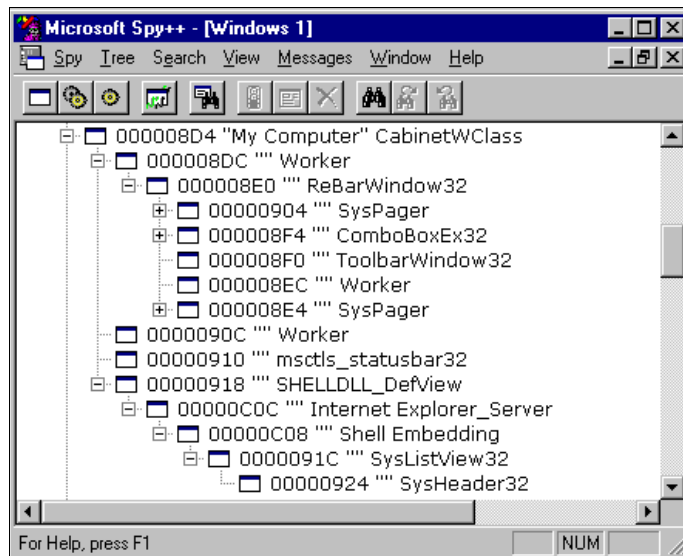 Microsoft Spy++ - [Windows 1]
Spy Tree Search View Messages Window Help
000008D4 "My Computer" CabinetWClass
000008DC "" Worker
000008E0 "" ReBarWindow32
00000904 "" SysPager
000008F4 "" ComboBoxEx32
000008F0 "" ToolbarWindow32
000008EC "" Worker
000008E4 "" SysPager
0000090C "" Worker
00000910 "" msctls_statusbar32
00000918 "" SHELLDLL_DefView
00000C0C "" Internet Explorer_Server
00000C08 "" Shell Embedding
0000091C "" SysListView32
00000924 "" SysHeader32
For Help, press F1 NUM